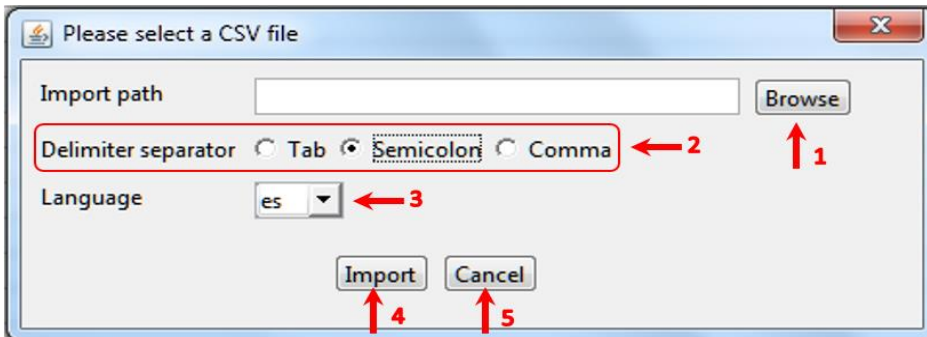 Please select a CSV file
Import path Browse
1
Delimiter separator Tab Semicolon Comma 2
Language es 3
Import Cancel
4 5